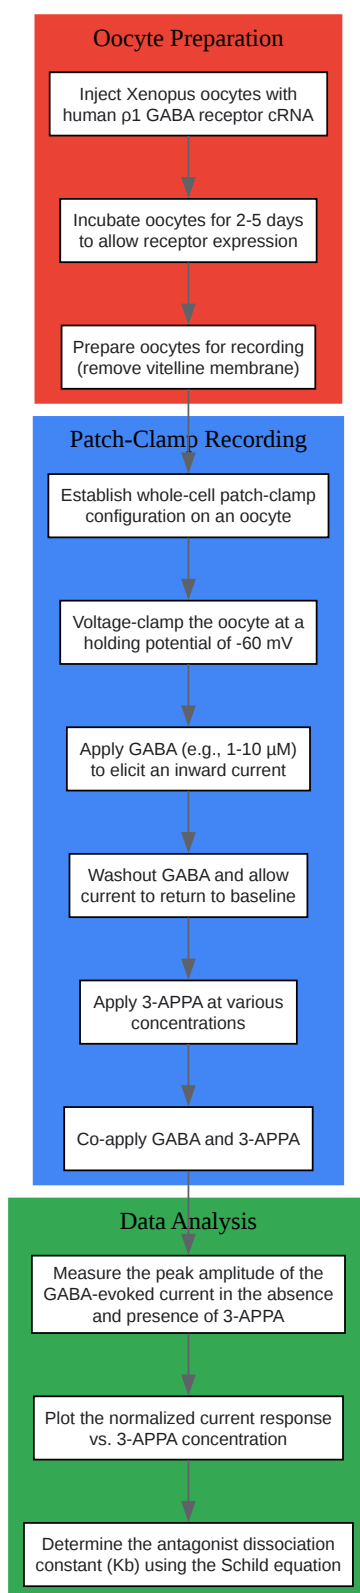 Oocyte Preparation
Inject Xenopus oocytes with
human ρ1 GABA receptor cRNA
Incubate oocytes for 2-5 days
to allow receptor expression
Prepare oocytes for recording
(remove vitelline membrane)
Patch-Clamp Recording
Establish whole-cell patch-clamp
configuration on an oocyte
Voltage-clamp the oocyte at a
holding potential of -60 mV
Apply GABA (e.g., 1-10 µM)
to elicit an inward current
Washout GABA and allow
current to return to baseline
Apply 3-APPA at various
concentrations
Co-apply GABA and 3-APPA
Data Analysis
Measure the peak amplitude of the
GABA-evoked current in the absence
and presence of 3-APPA
Plot the normalized current response
vs. 3-APPA concentration
Determine the antagonist dissociation
constant (Kb) using the Schild equation